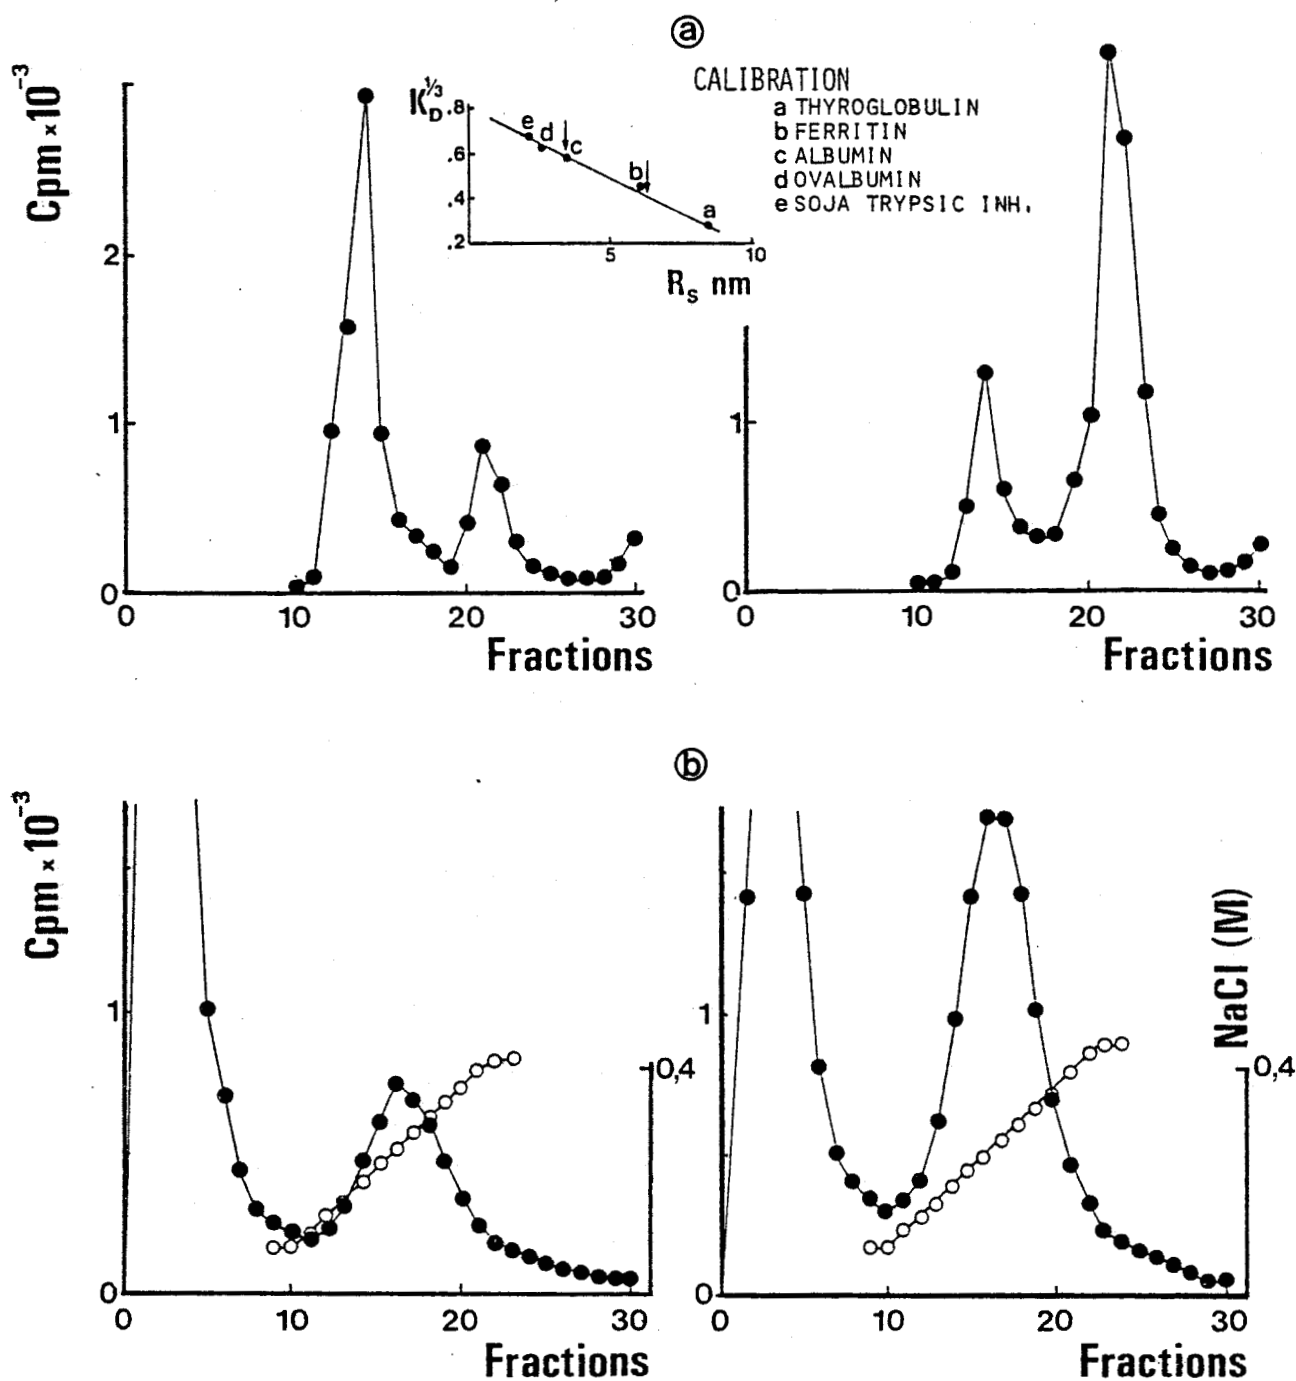 ⓐ
CALIBRATION
a THYROGLOBULIN
b FERRITIN
c ALBUMIN
d OVALBUMIN
e SOJA TRYPSIC INH.
Cpm × 10⁻³
2
1
0
0 10 20 30
Fractions
K_D^1/3
.8
.6
.4
.2
e d c b a
5 10
R_s nm
1
0
0 10 20 30
Fractions
ⓑ
Cpm × 10⁻³
1
0
0,4
0 10 20 30
Fractions
1
0
NaCl (M)
0,4
0 10 20 30
Fractions